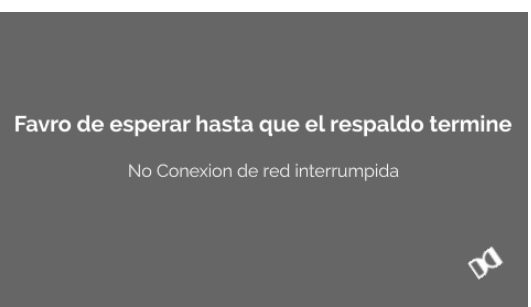 Favro de esperar hasta que el respaldo termine
No Conexion de red interrumpida